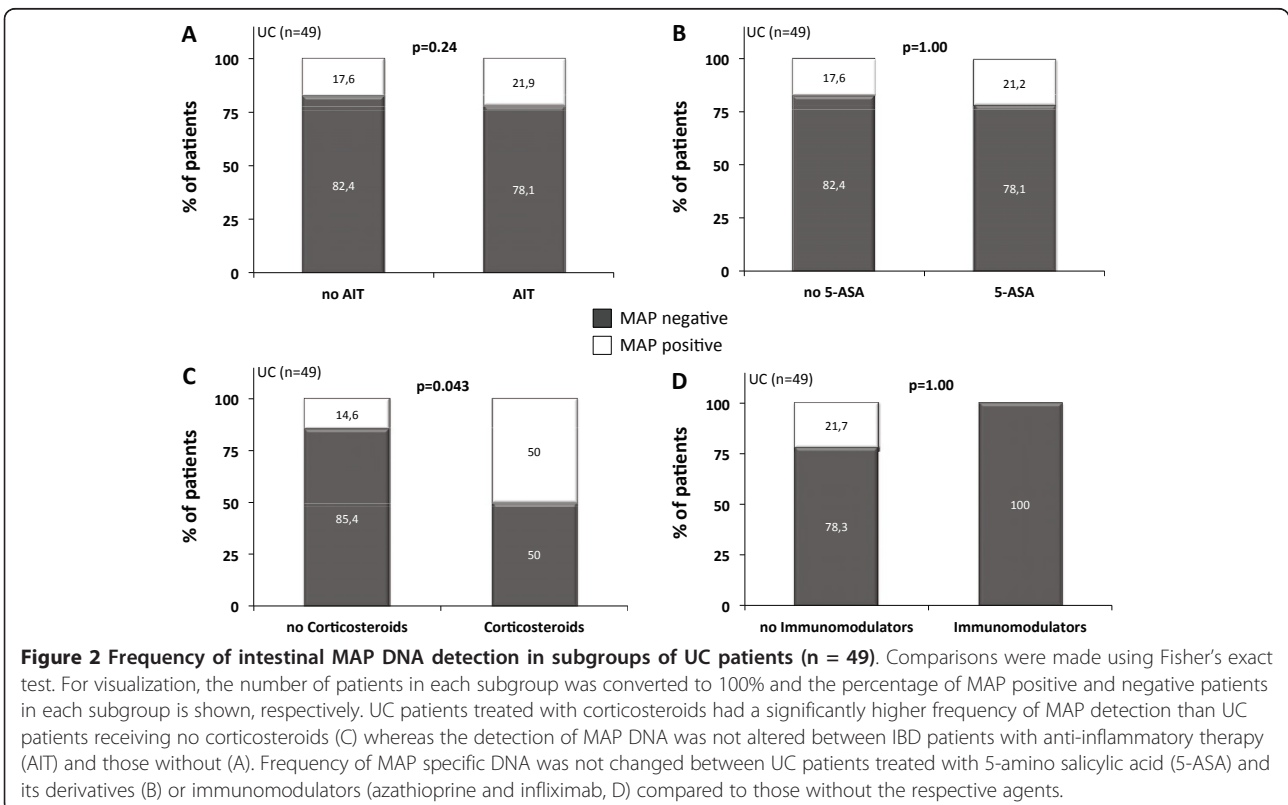 A
UC (n=49)
p=0.24
% of patients
100
75
50
25
0
17,6
21,9
82,4
78,1
no AIT
AIT
B
UC (n=49)
p=1.00
% of patients
100
75
50
25
0
17,6
21,2
82,4
78,1
no 5-ASA
5-ASA
MAP negative
MAP positive
C
UC (n=49)
p=0.043
% of patients
100
75
50
25
0
14,6
50
85,4
50
no Corticosteroids
Corticosteroids
D
UC (n=49)
p=1.00
% of patients
100
75
50
25
0
21,7
78,3
100
no Immunomodulators
Immunomodulators
Figure 2 Frequency of intestinal MAP DNA detection in subgroups of UC patients (n = 49). Comparisons were made using Fisher's exact
test. For visualization, the number of patients in each subgroup was converted to 100% and the percentage of MAP positive and negative patients
in each subgroup is shown, respectively. UC patients treated with corticosteroids had a significantly higher frequency of MAP detection than UC
patients receiving no corticosteroids (C) whereas the detection of MAP DNA was not altered between IBD patients with anti-inflammatory therapy
(AIT) and those without (A). Frequency of MAP specific DNA was not changed between UC patients treated with 5-amino salicylic acid (5-ASA) and
its derivatives (B) or immunomodulators (azathioprine and infliximab, D) compared to those without the respective agents.